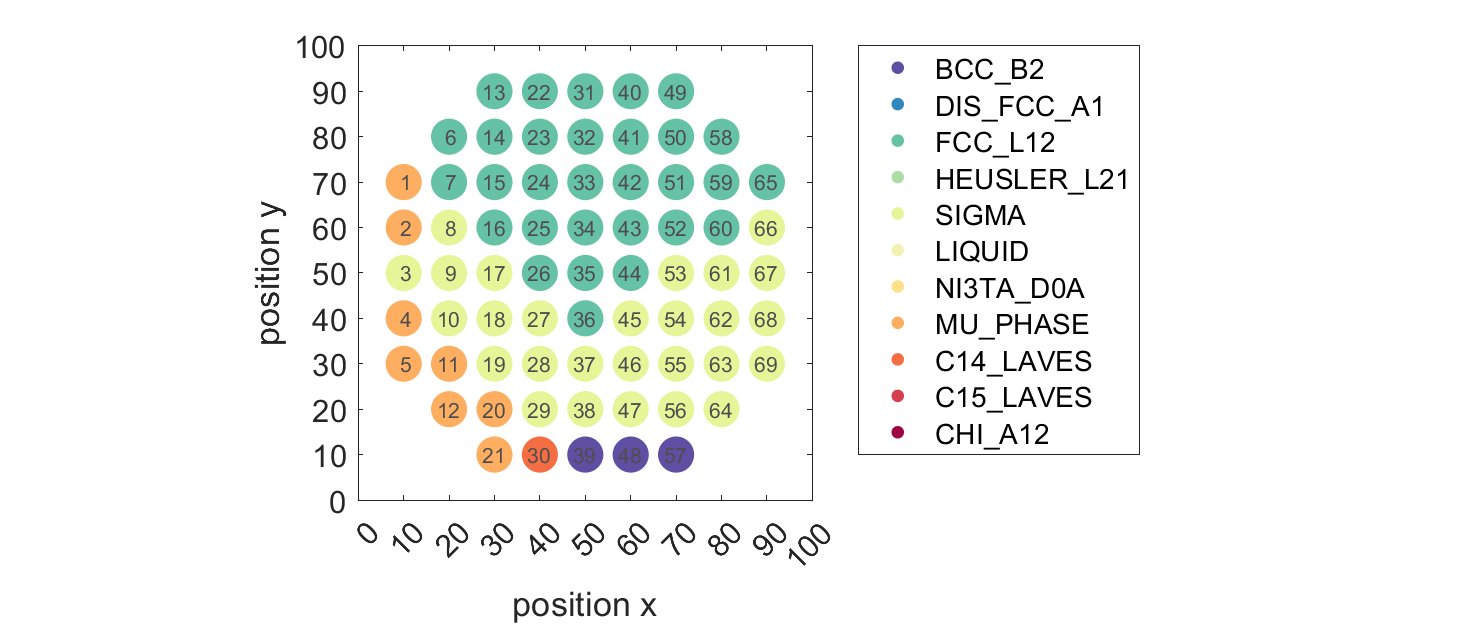 100
90
80
70
60
50
40
30
20
10
0
13 22 31 40 49
6 14 23 32 41 50 58
1 7 15 24 33 42 51 59 65
2 8 16 25 34 43 52 60 66
3 9 17 26 35 44 53 61 67
4 10 18 27 36 45 54 62 68
5 11 19 28 37 46 55 63 69
12 20 29 38 47 56 64
21 30 39 48 57
0 10 20 30 40 50 60 70 80 90 100
position x
position y
BCC_B2
DIS_FCC_A1
FCC_L12
HEUSLER_L21
SIGMA
LIQUID
NI3TA_D0A
MU_PHASE
C14_LAVES
C15_LAVES
CHI_A12